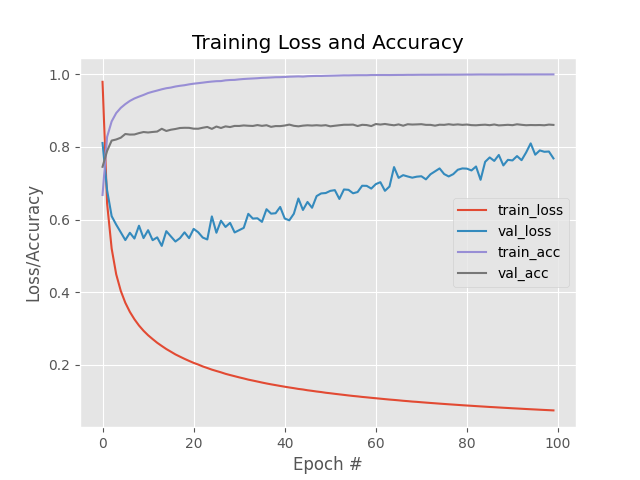 Training Loss and Accuracy
1.0
0.8
0.6
0.4
0.2
Loss/Accuracy
train_loss
val_loss
train_acc
val_acc
0 20 40 60 80 100
Epoch #